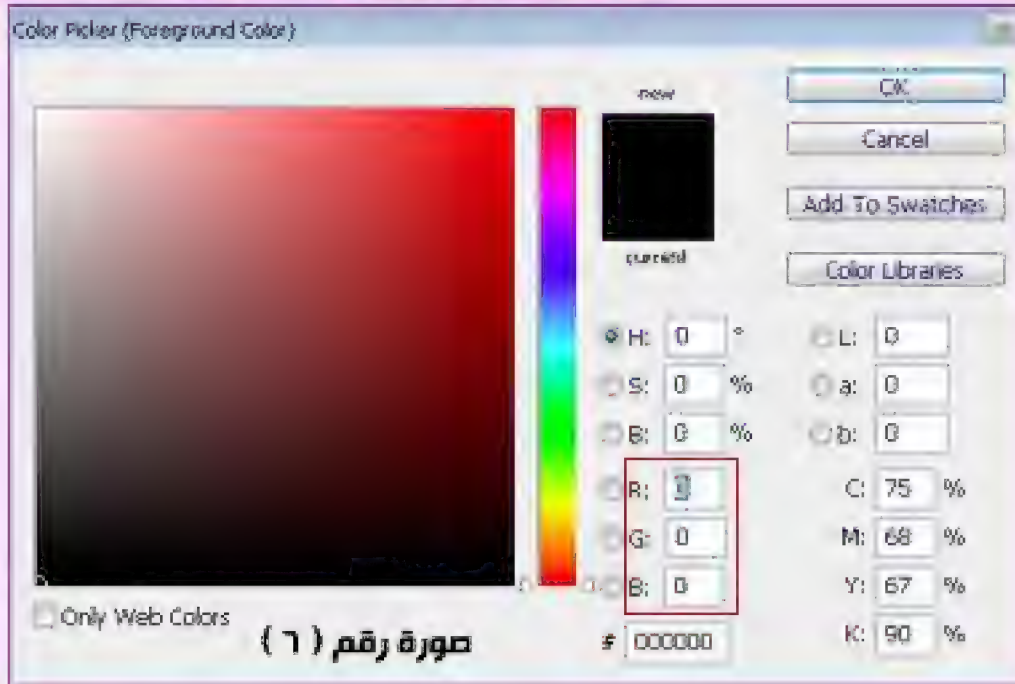 Color Picker (Foreground Color)
new
current
OK
Cancel
Add To Swatches
Color Libraries
H: 0 °
S: 0 %
B: 0 %
R: 0
G: 0
B: 0
# 000000
L: 0
a: 0
b: 0
C: 75 %
M: 68 %
Y: 67 %
K: 90 %
Only Web Colors
صورة رقم ( ٦ )